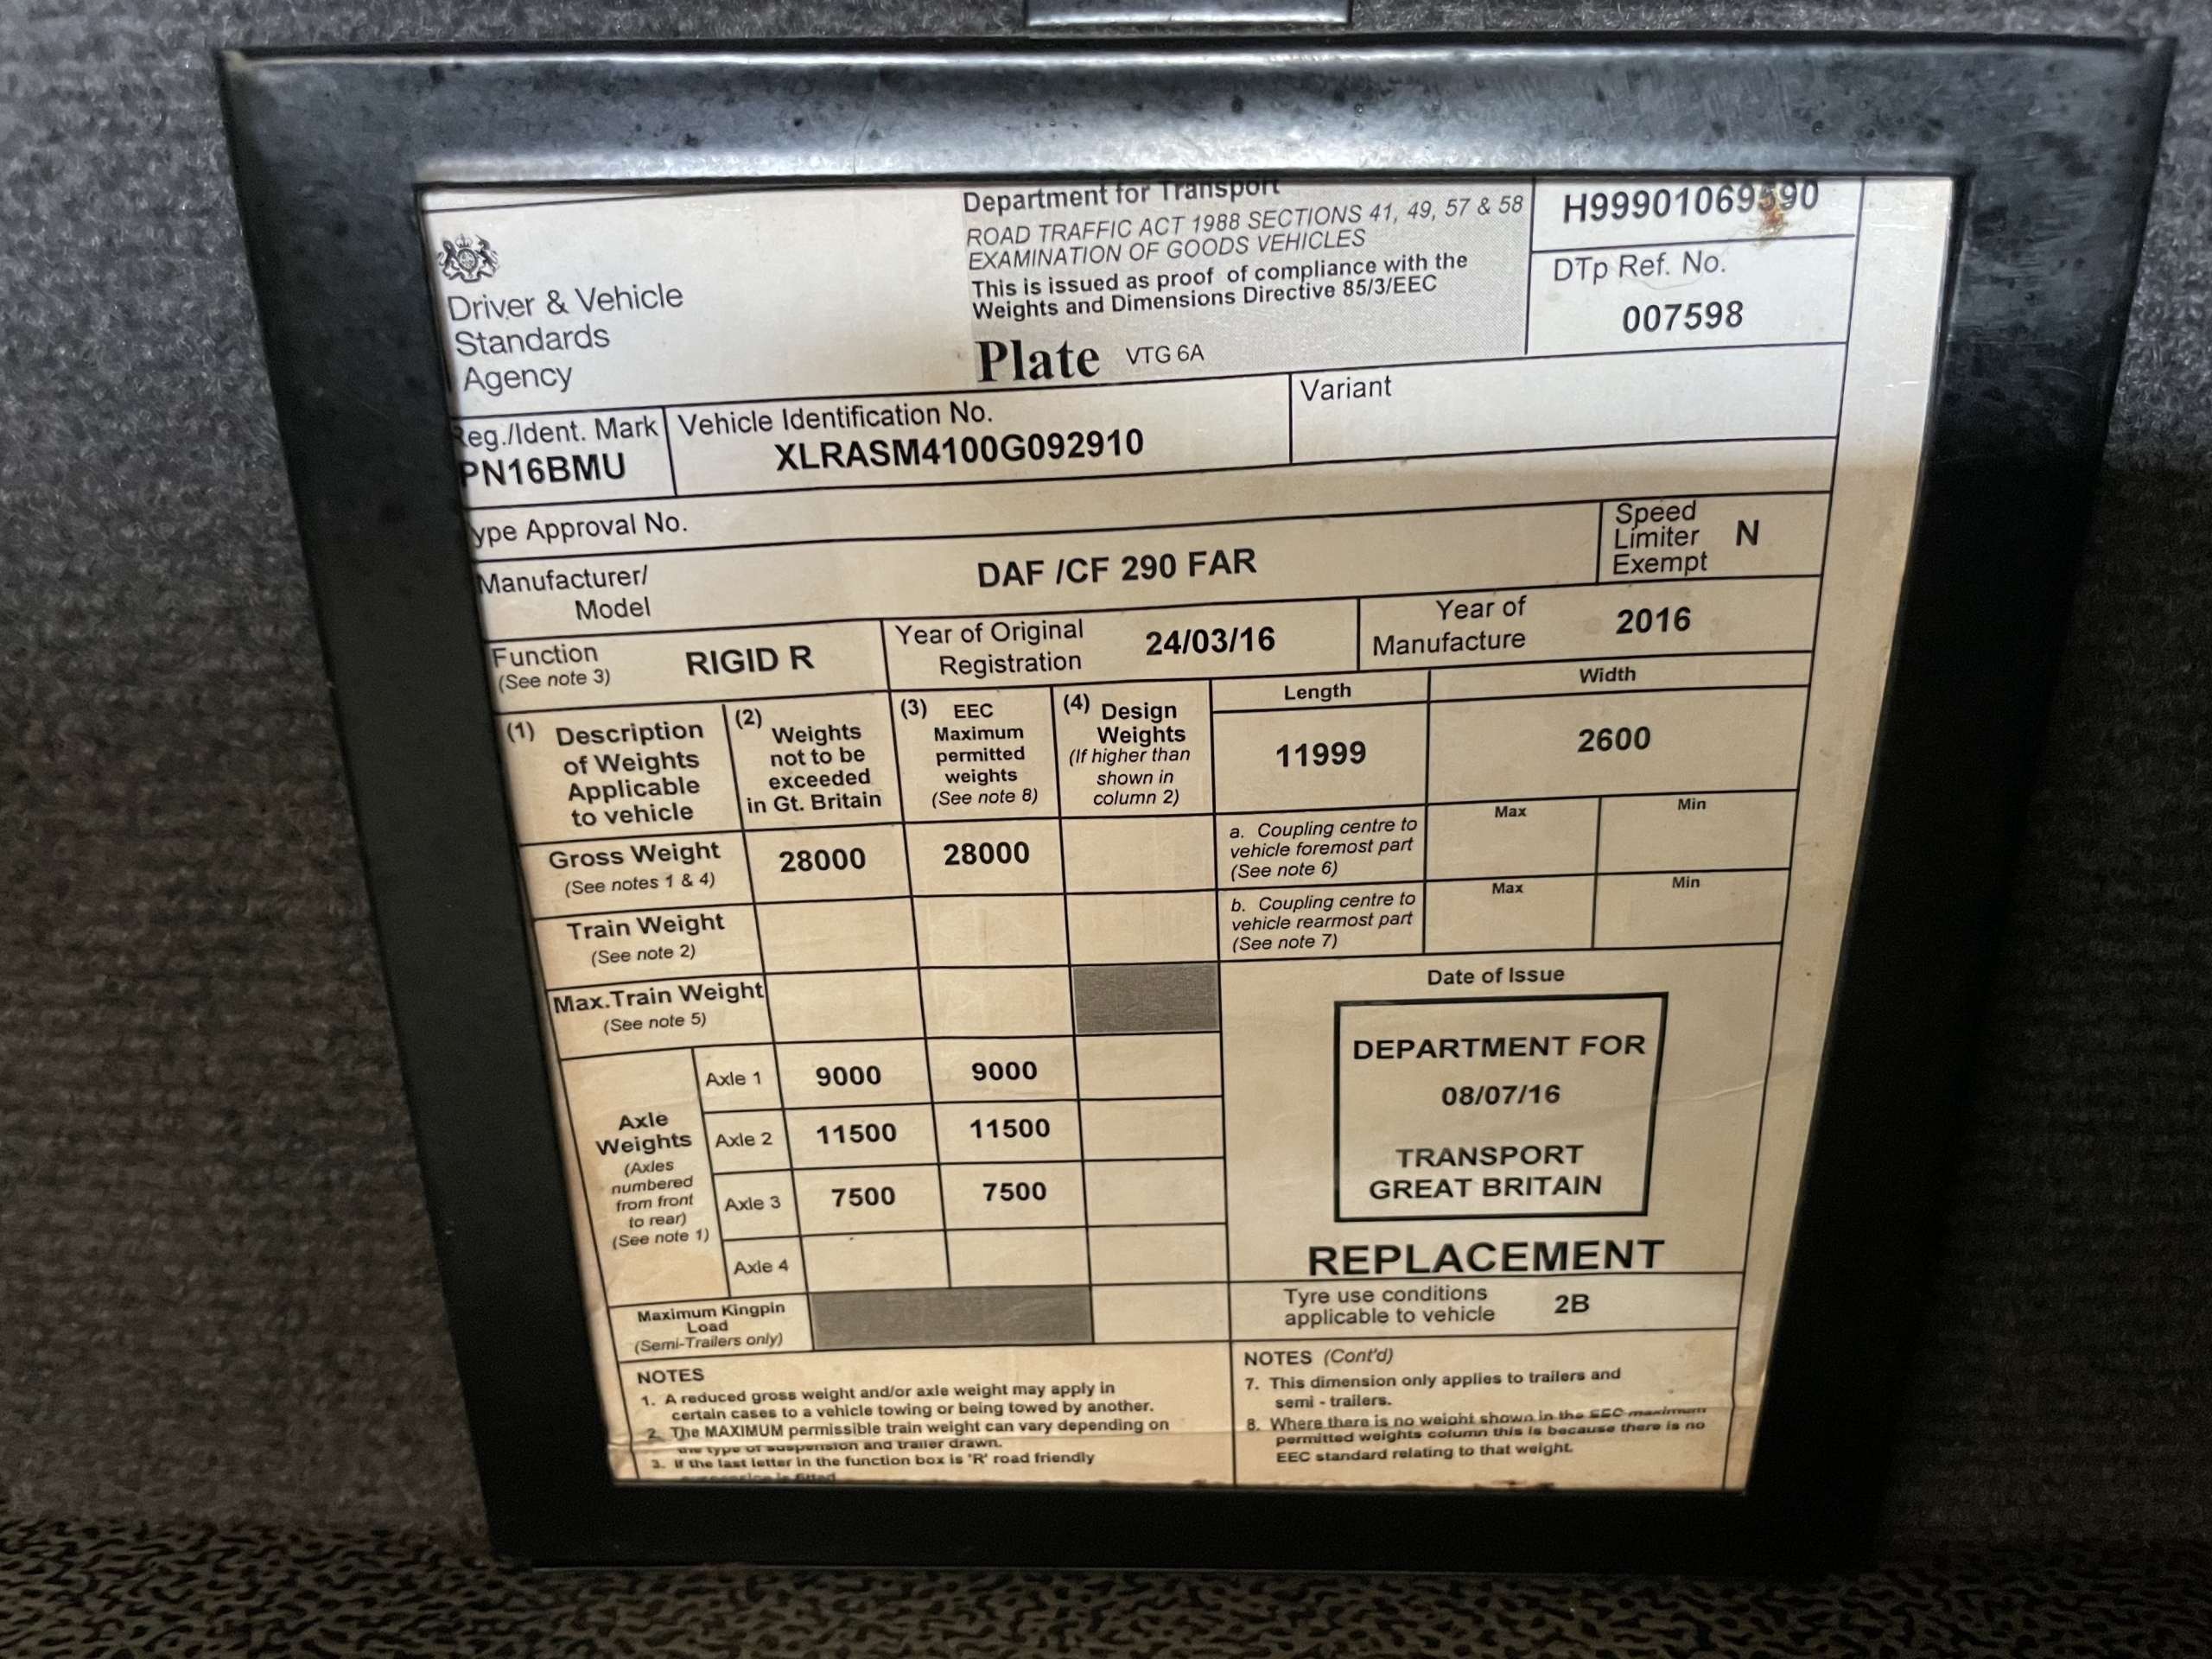 Department for Transport
ROAD TRAFFIC ACT 1988 SECTIONS 41, 49, 57 & 58
EXAMINATION OF GOODS VEHICLES
This is issued as proof of compliance with the
Weights and Dimensions Directive 85/3/EEC
Plate VTG 6A
H99901069590
DTp Ref. No.
007598
Driver & Vehicle
Standards
Agency
Reg./Ident. Mark
PN16BMU
Vehicle Identification No.
XLRASM4100G092910
Variant
ype Approval No.
Manufacturer/
Model
DAF /CF 290 FAR
Speed
Limiter
Exempt
N
Function
(See note 3)
RIGID R
Year of Original
Registration
24/03/16
Year of
Manufacture
2016
(1) Description
of Weights
Applicable
to vehicle
(2) Weights
not to be
exceeded
in Gt. Britain
(3) EEC
Maximum
permitted
weights
(See note 8)
(4) Design
Weights
(If higher than
shown in
column 2)
Length
11999
Width
2600
Gross Weight
(See notes 1 & 4)
28000
28000
a. Coupling centre to
vehicle foremost part
(See note 6)
Max
Min
Train Weight
(See note 2)
b. Coupling centre to
vehicle rearmost part
(See note 7)
Max
Min
Max.Train Weight
(See note 5)
Axle
Weights
(Axles
numbered
from front
to rear)
(See note 1)
Axle 1 9000 9000
Axle 2 11500 11500
Axle 3 7500 7500
Axle 4
Maximum Kingpin
Load
(Semi-Trailers only)
Date of Issue
DEPARTMENT FOR
08/07/16
TRANSPORT
GREAT BRITAIN
REPLACEMENT
Tyre use conditions
applicable to vehicle
2B
NOTES
1. A reduced gross weight and/or axle weight may apply in
certain cases to a vehicle towing or being towed by another.
2. The MAXIMUM permissible train weight can vary depending on
the type of suspension and trailer drawn.
3. If the last letter in the function box is 'R' road friendly
suspension is fitted
NOTES (Cont'd)
7. This dimension only applies to trailers and
semi - trailers.
8. Where there is no weight shown in the EEC maximum
permitted weights column this is because there is no
EEC standard relating to that weight.